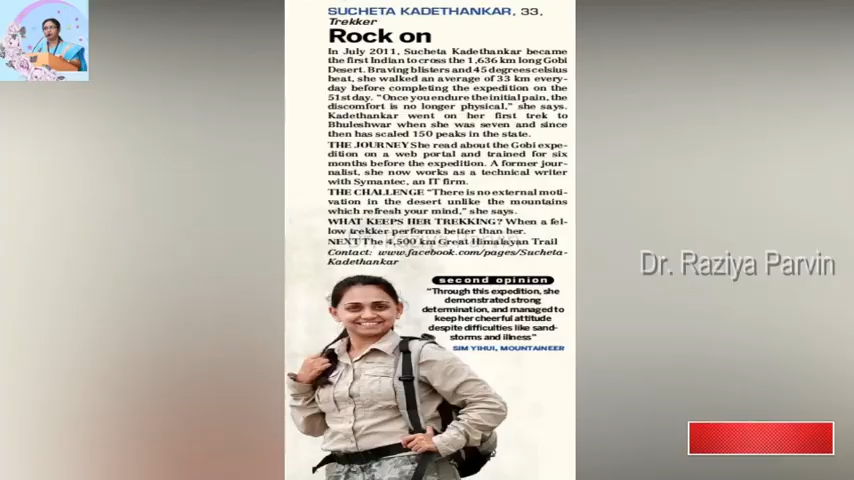 SUCHETA KADETHANKAR, 33,
Trekker
Rock on
In July 2011, Sucheta Kadethankar became
the first Indian to cross the 1,636 km long Gobi
Desert. Braving blisters and 45 degrees celsius
heat, she walked an average of 33 km every-
day before completing the expedition on the
51st day. "Once you endure the initial pain, the
discomfort is no longer physical," she says.
Kadethankar went on her first trek to
Bhuleshwar when she was seven and since
then has scaled 150 peaks in the state.
THE JOURNEY She read about the Gobi expe-
dition on a web portal and trained for six
months before the expedition. A former jour-
nalist, she now works as a technical writer
with Symantec, an IT firm.
THE CHALLENGE "There is no external moti-
vation in the desert unlike the mountains
which refresh your mind," she says.
WHAT KEEPS HER TREKKING? When a fel-
low trekker performs better than her.
NEXT The 4,500 km Great Himalayan Trail
Contact: www.facebook.com/pages/Sucheta-
Kadethankar
second opinion
"Through this expedition, she
demonstrated strong
determination, and managed to
keep her cheerful attitude
despite difficulties like sand-
storms and illness"
SIM YIHUI, MOUNTAINEER
Dr. Raziya Parvin